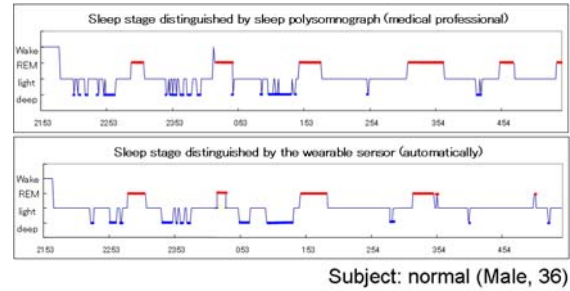 Sleep stage distinguished by sleep polysomnograph (medical professional)
Wake
REM
light
deep
2153 2253 2353 053 153 254 354 454
Sleep stage distinguished by the wearable sensor (automatically)
Wake
REM
light
deep
2153 2253 2353 053 153 254 354 454
Subject: normal (Male, 36)